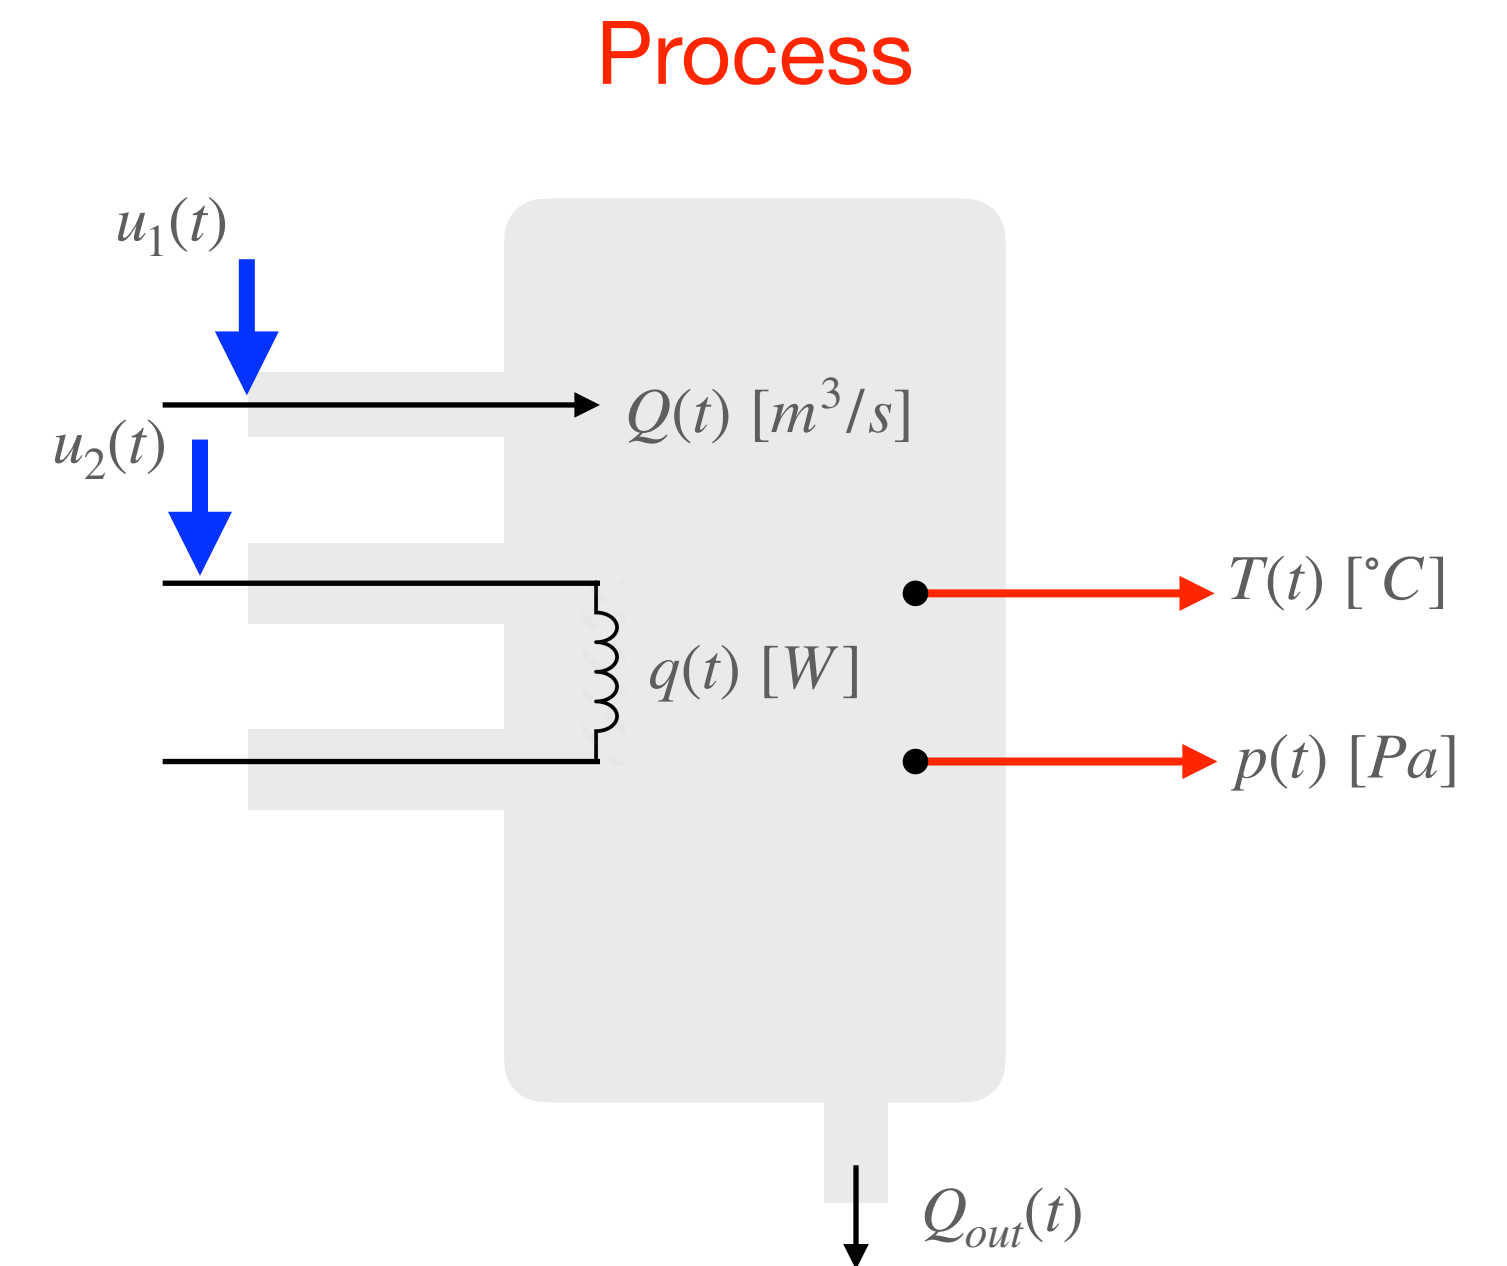 Process
u₁(t)
Q(t) [m³/s]
u₂(t)
T(t) [°C]
q(t) [W]
p(t) [Pa]
Qₒᵤₜ(t)